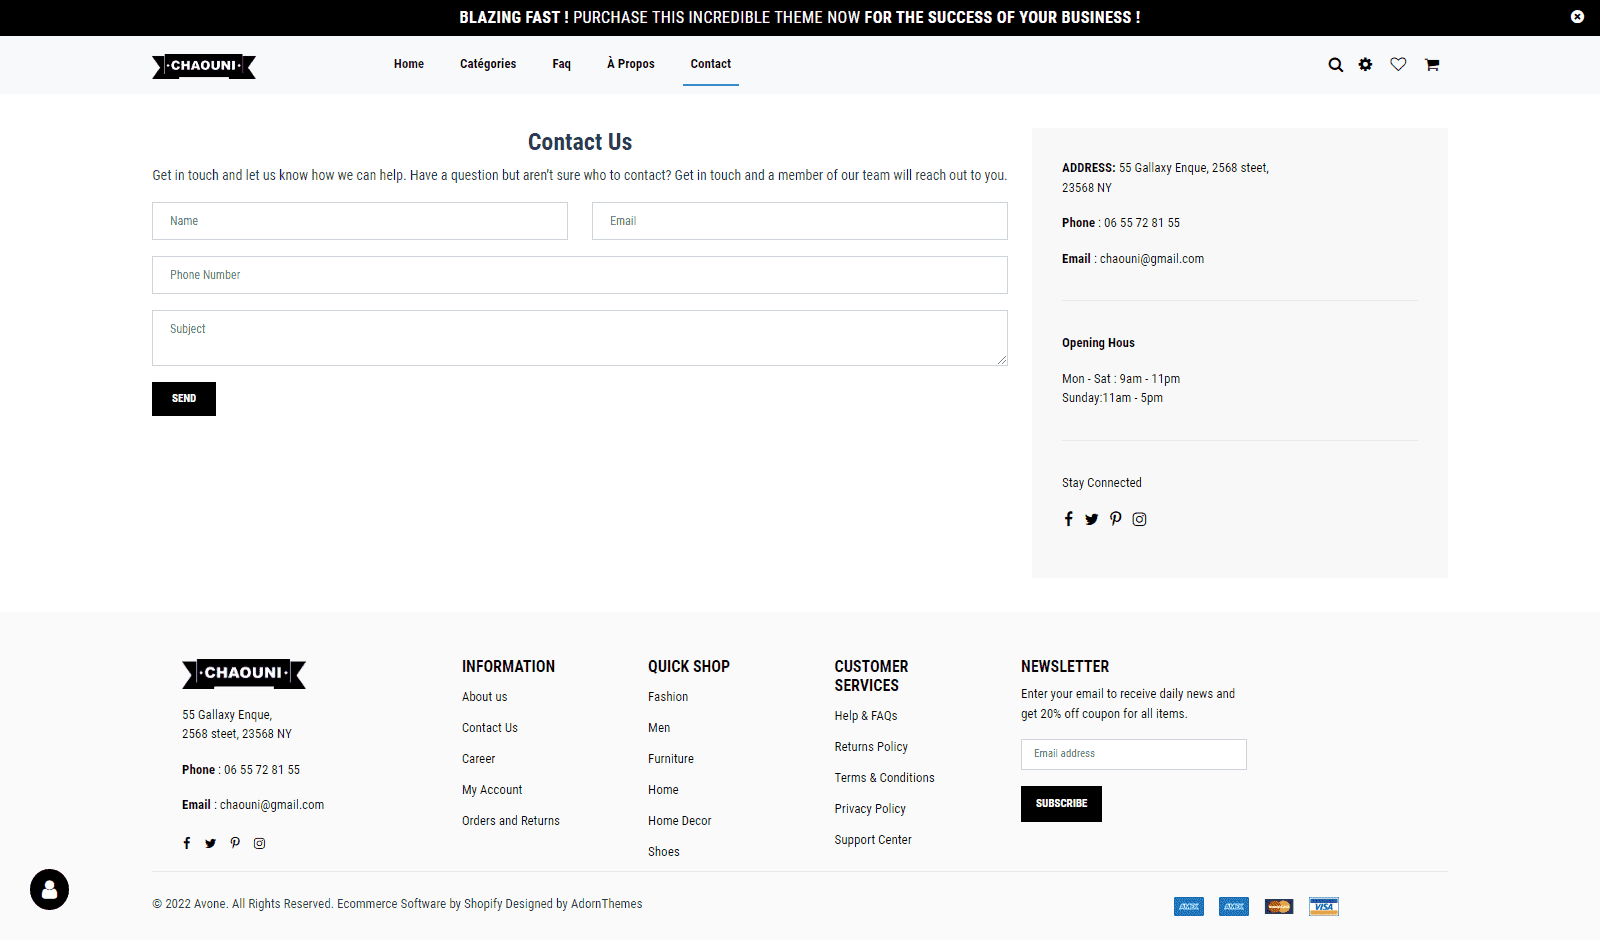 BLAZING FAST ! PURCHASE THIS INCREDIBLE THEME NOW FOR THE SUCCESS OF YOUR BUSINESS !
·CHAOUNI·
Home
Catégories
Faq
À Propos
Contact
Contact Us
Get in touch and let us know how we can help. Have a question but aren't sure who to contact? Get in touch and a member of our team will reach out to you.
Name
Email
Phone Number
Subject
SEND
ADDRESS: 55 Gallaxy Enque, 2568 steet,
23568 NY
Phone : 06 55 72 81 55
Email : chaouni@gmail.com
Opening Hous
Mon - Sat : 9am - 11pm
Sunday:11am - 5pm
Stay Connected
·CHAOUNI·
55 Gallaxy Enque,
2568 steet, 23568 NY
Phone : 06 55 72 81 55
Email : chaouni@gmail.com
INFORMATION
About us
Contact Us
Career
My Account
Orders and Returns
QUICK SHOP
Fashion
Men
Furniture
Home
Home Decor
Shoes
CUSTOMER
SERVICES
Help & FAQs
Returns Policy
Terms & Conditions
Privacy Policy
Support Center
NEWSLETTER
Enter your email to receive daily news and
get 20% off coupon for all items.
Email address
SUBSCRIBE
© 2022 Avone. All Rights Reserved. Ecommerce Software by Shopify Designed by AdornThemes
AMEX
AMEX
VISA